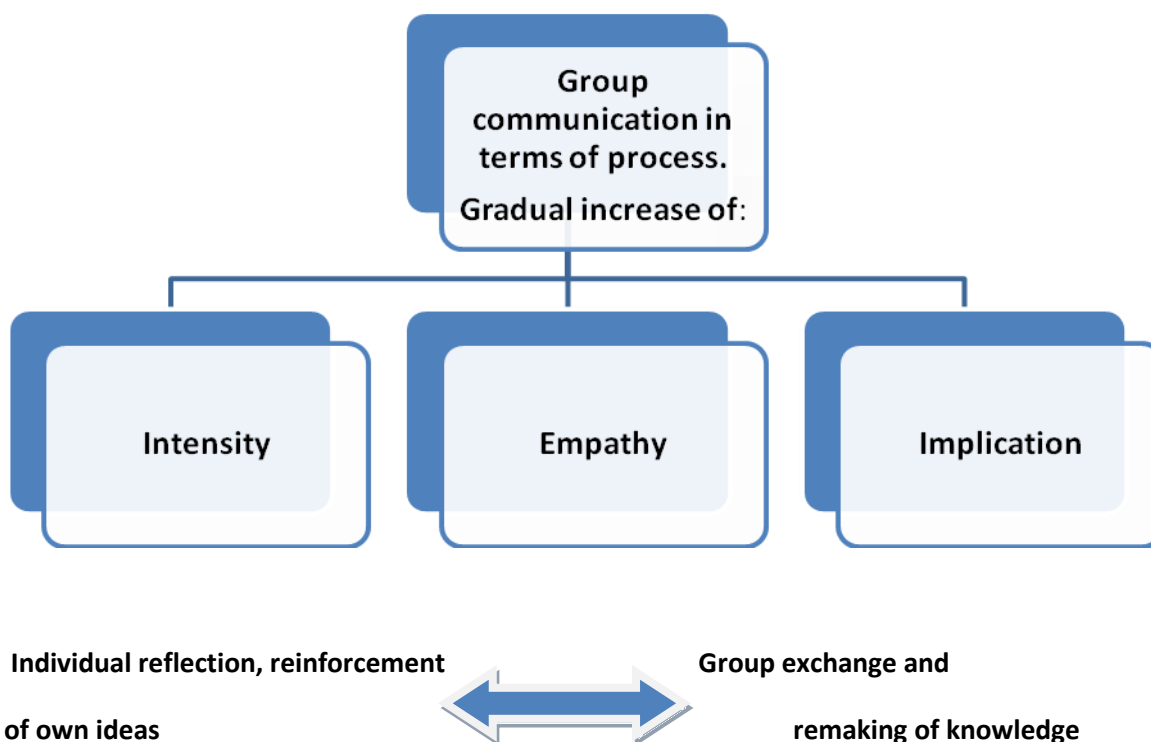 Group
communication in
terms of process.
Gradual increase of:
Intensity
Empathy
Implication
Individual reflection, reinforcement
of own ideas
Group exchange and
remaking of knowledge